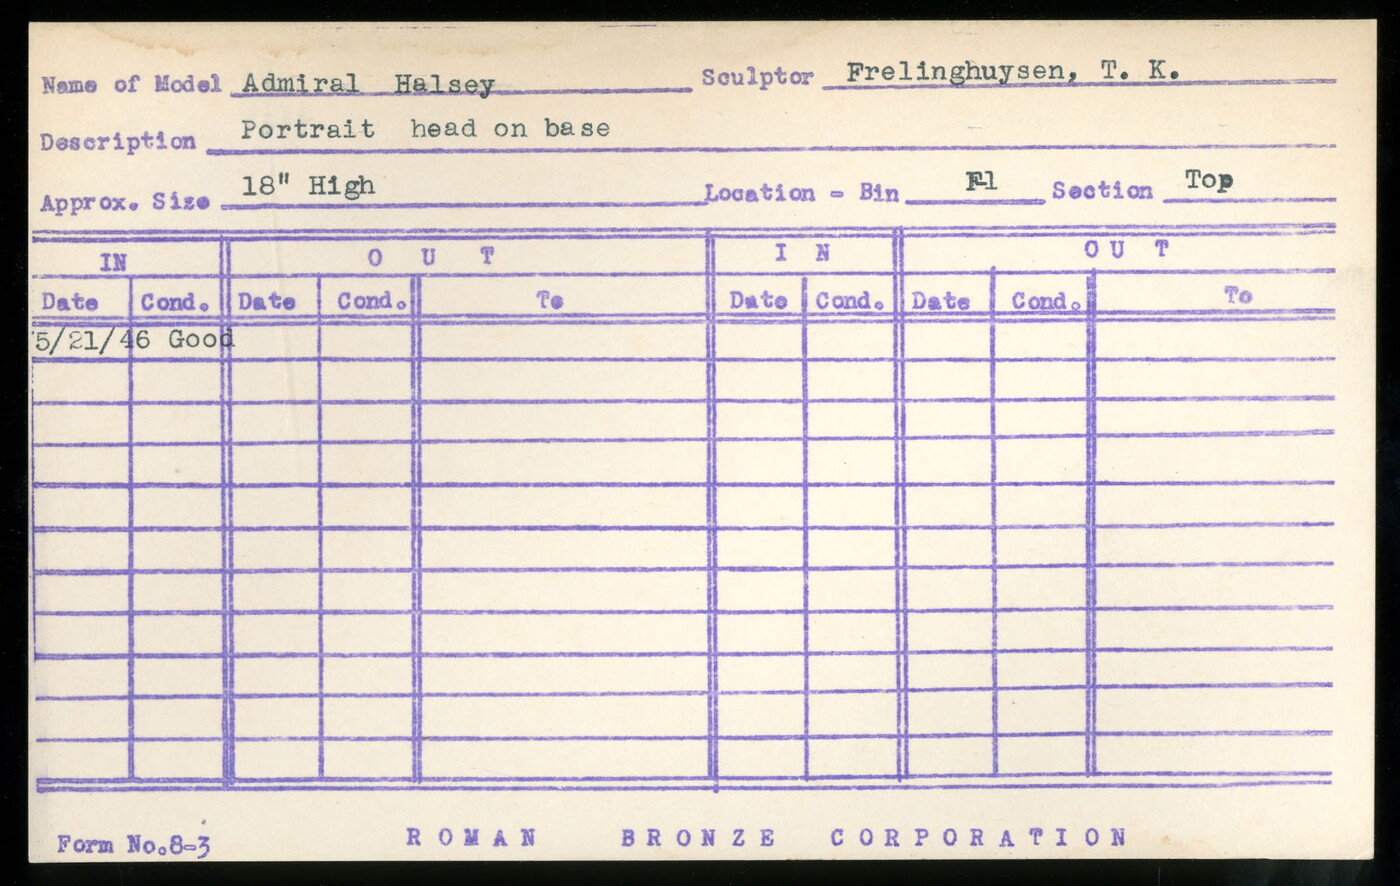 Name of Model Admiral Halsey Sculptor Frelinghuysen, T. K.
Description Portrait head on base
Approx. Size 18" High Location - Bin F-1 Section Top
IN OUT IN OUT
Date Cond. Date Cond. To Date Cond. Date Cond. To
5/21/46 Good
Form No.8-3 ROMAN BRONZE CORPORATION